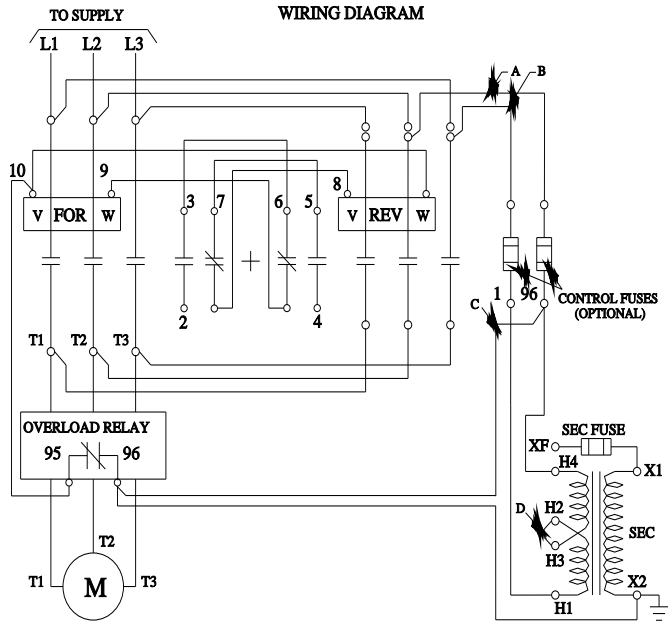 WIRING DIAGRAM
TO SUPPLY
L1 L2 L3
A B
10 9 8
3 7 6 5
V FOR W
V REV W
1 96
CONTROL FUSES
(OPTIONAL)
C
2 4
T1 T2 T3
OVERLOAD RELAY
95 96
SEC FUSE
XF
H4 X1
D H2
SEC
H3
T2
T1 M T3
X2
H1